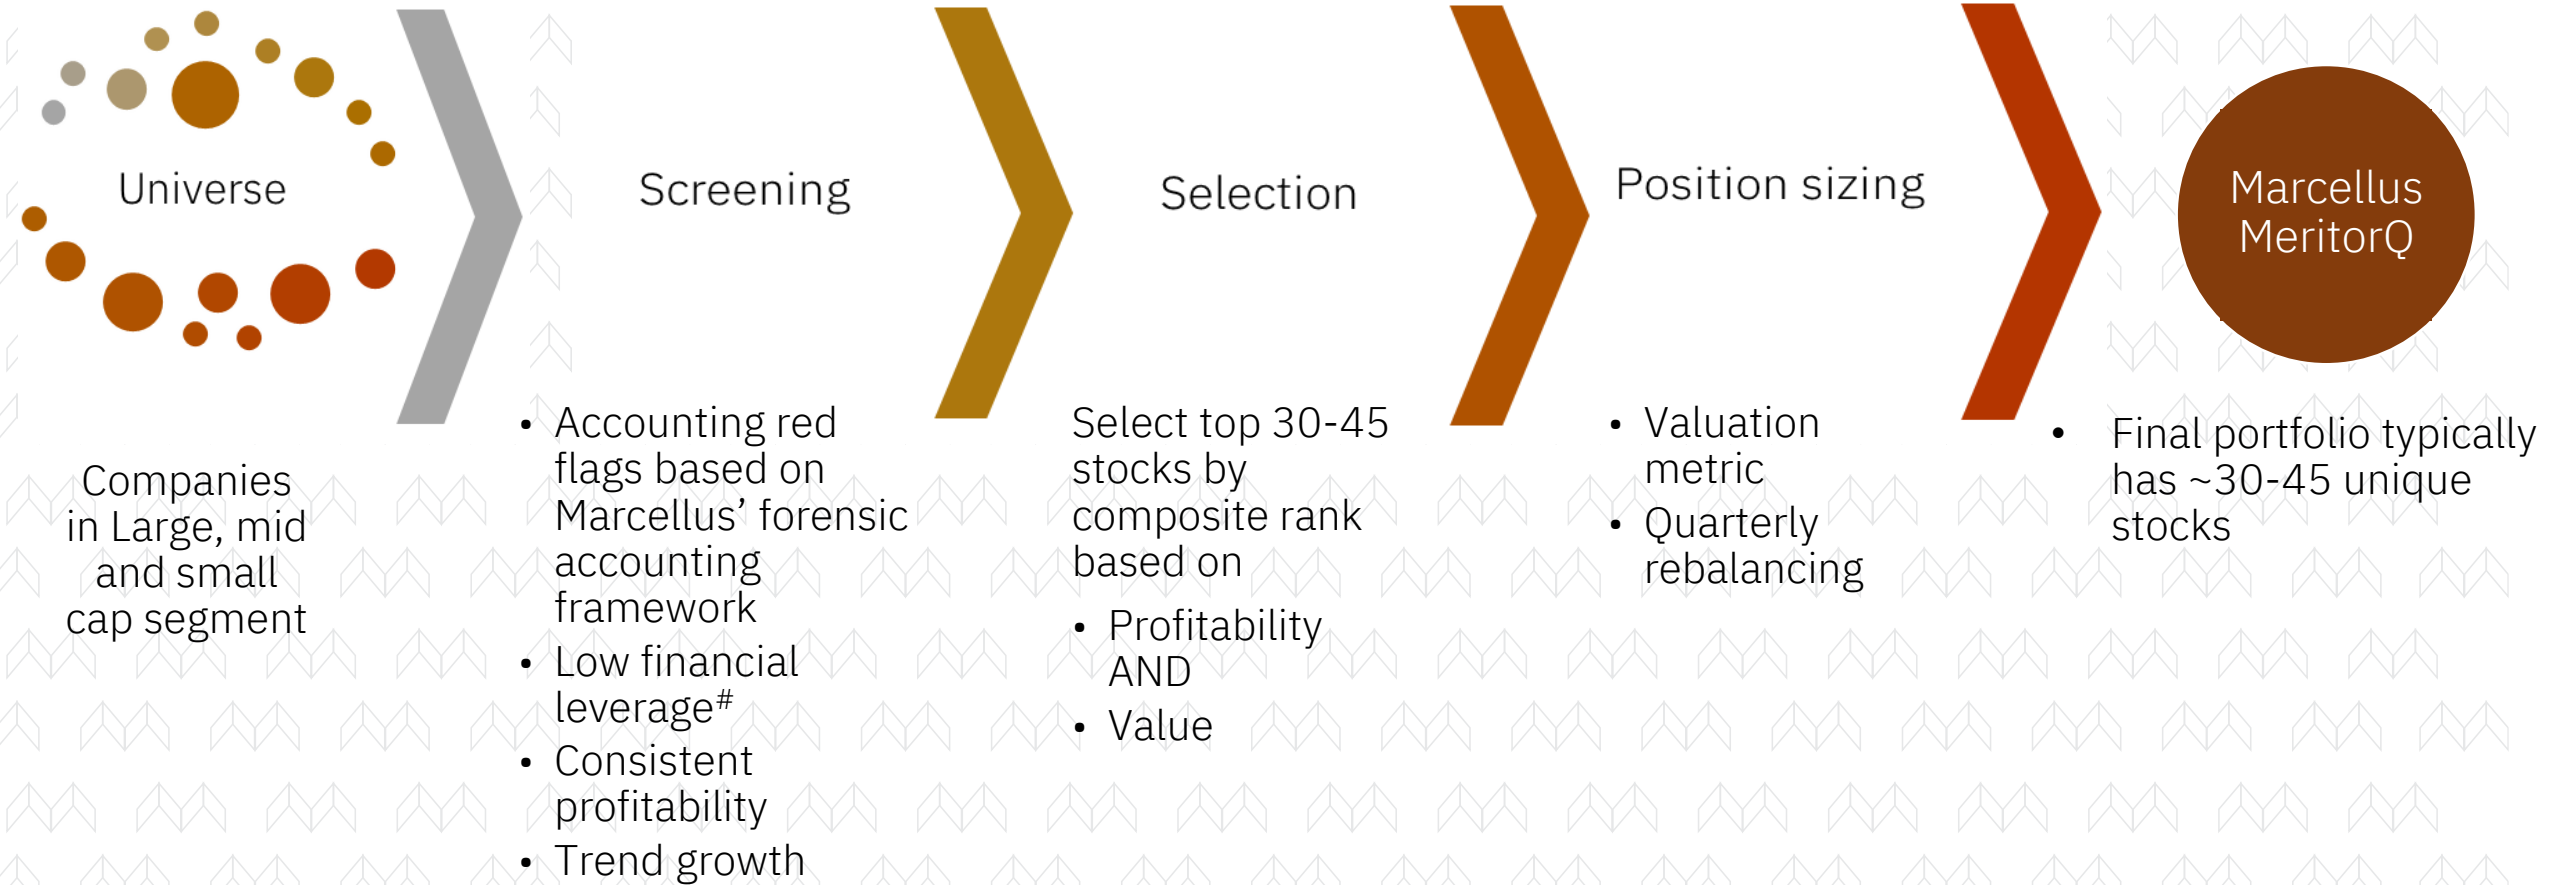 Universe
Companies
in Large, mid
and small
cap segment
Screening
• Accounting red
flags based on
Marcellus’ forensic
accounting
framework
• Low financial
leverage#
• Consistent
profitability
• Trend growth
Selection
Select top 30-45
stocks by
composite rank
based on
• Profitability
AND
• Value
Position sizing
• Valuation
metric
• Quarterly
rebalancing
Marcellus
MeritorQ
• Final portfolio typically
has ~30-45 unique
stocks